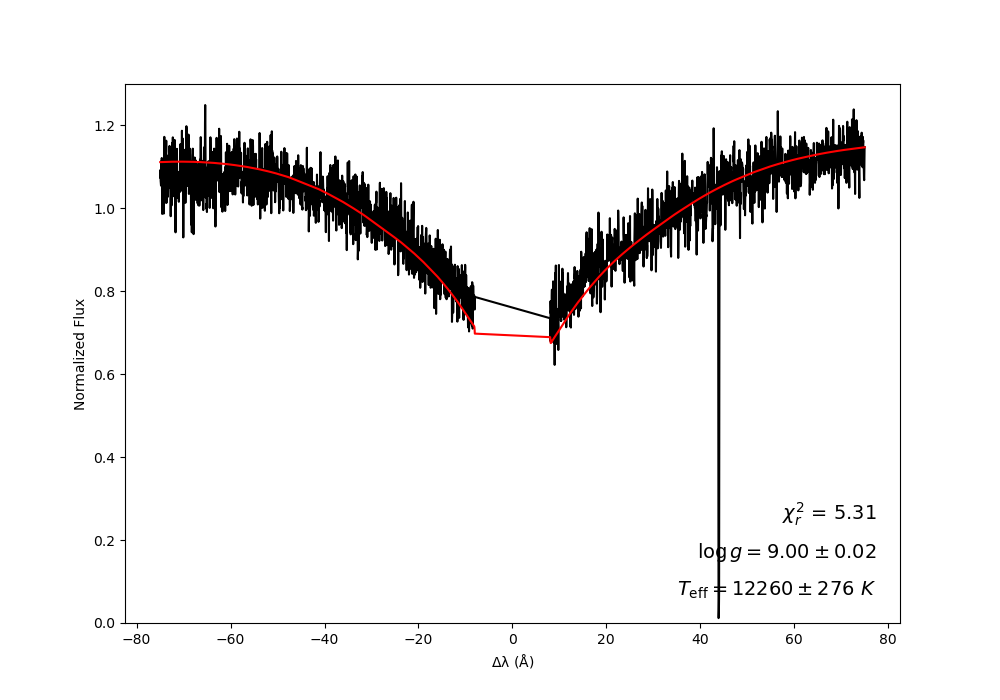 1.2
1.0
0.8
0.6
0.4
0.2
0.0
Normalized Flux
χ²ᵣ = 5.31
log g = 9.00 ± 0.02
T_eff = 12260 ± 276 K
−80 −60 −40 −20 0 20 40 60 80
Δλ (Å)